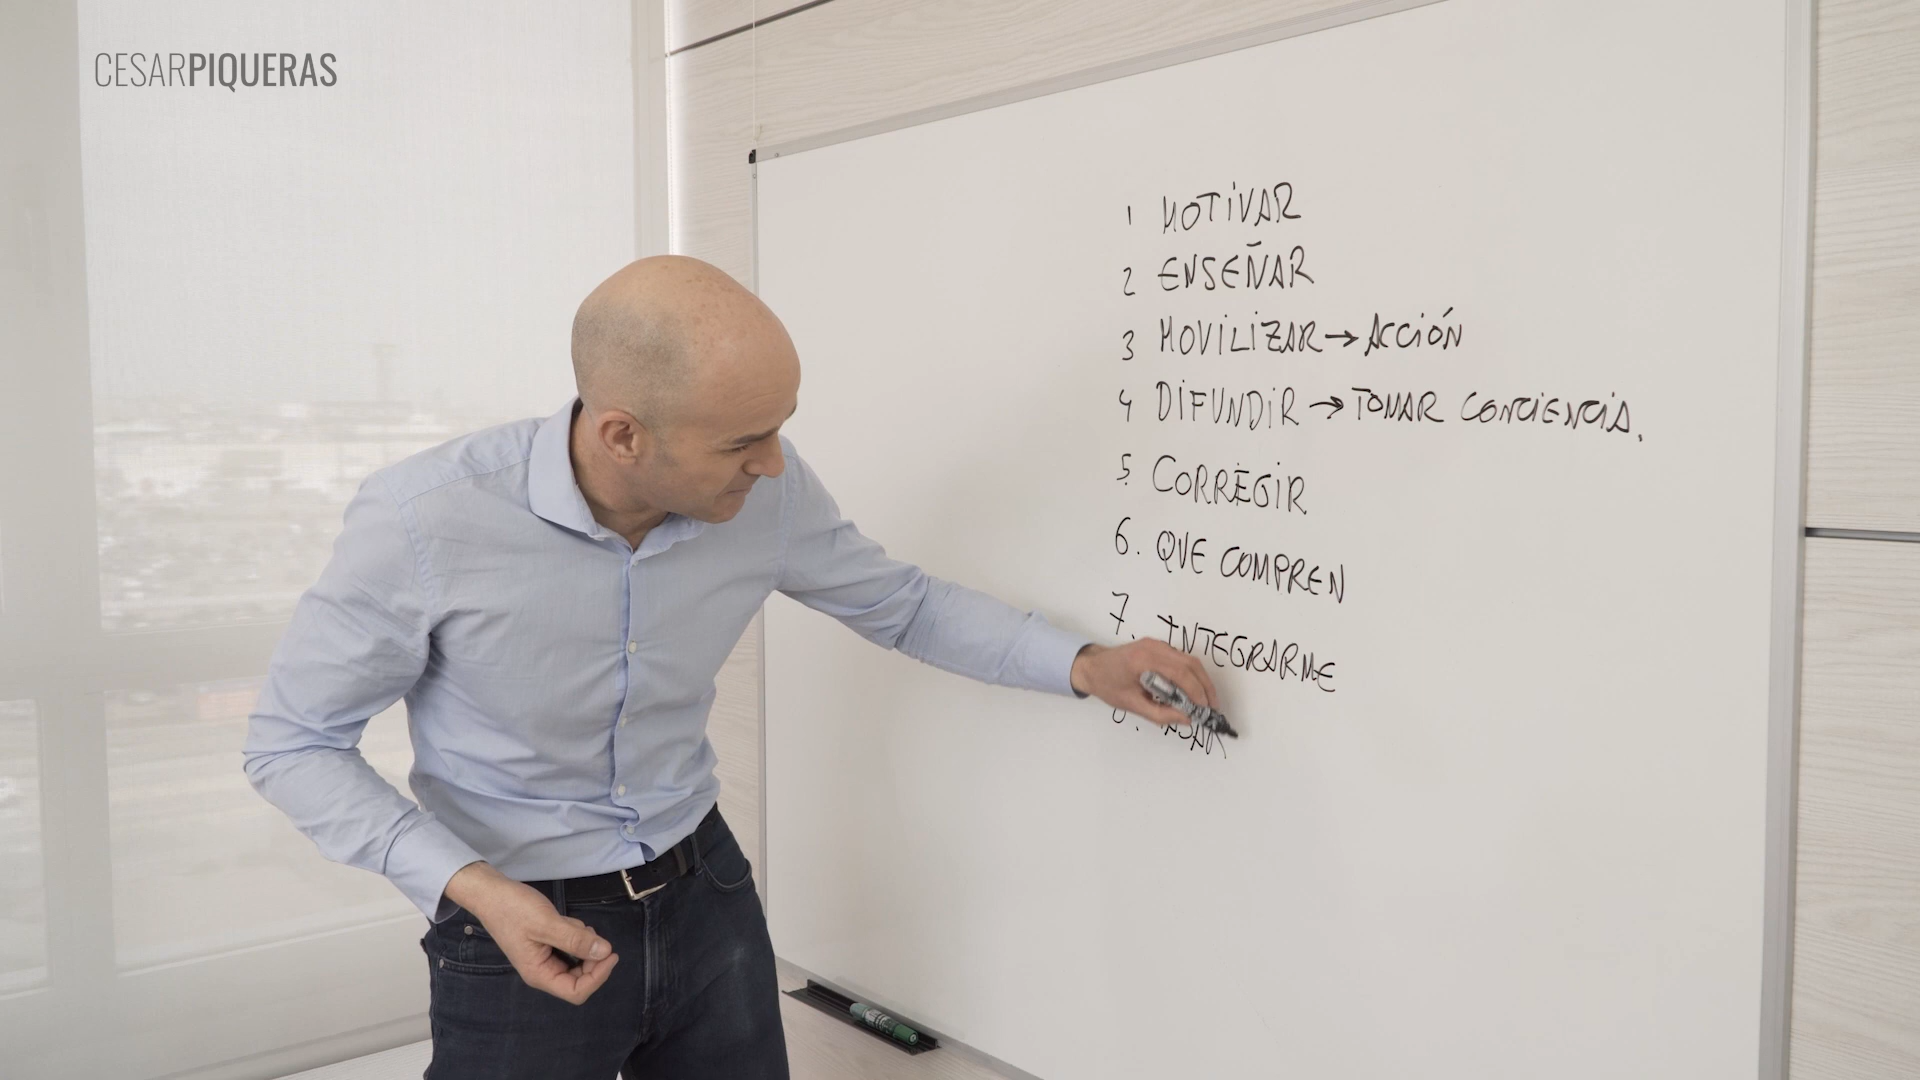 CESARPIQUERAS
1 MOTIVAR
2 ENSEÑAR
3 MOVILIZAR → ACCIÓN
4 DIFUNDIR → TOMAR CONCIENCIA.
5. CORREGIR
6. QUE COMPREN
7. INTEGRARME